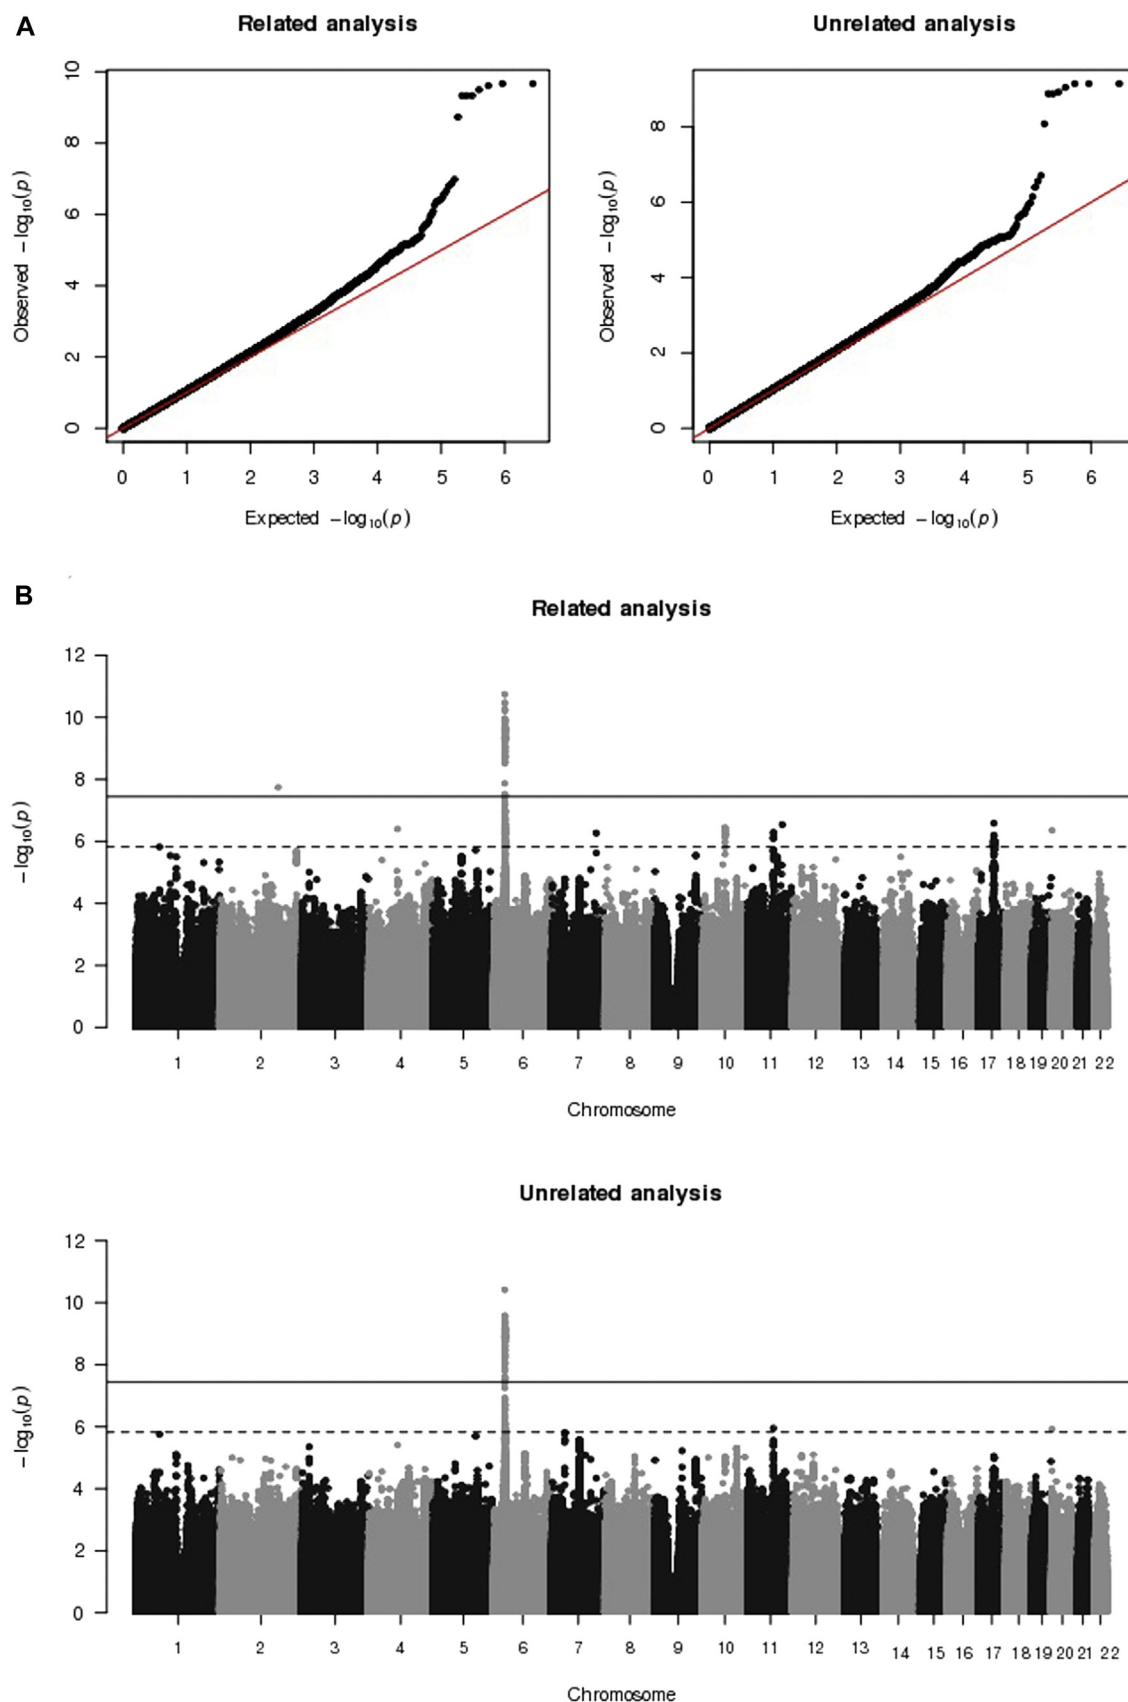 A
Related analysis
Unrelated analysis
Observed −log₁₀(p)
10
8
6
4
2
0
0 1 2 3 4 5 6
Expected −log₁₀(p)
Observed −log₁₀(p)
8
6
4
2
0
0 1 2 3 4 5 6
Expected −log₁₀(p)
B
Related analysis
−log₁₀(p)
12
10
8
6
4
2
0
1 2 3 4 5 6 7 8 9 10 11 12 13 14 15 16 17 18 19 20 21 22
Chromosome
Unrelated analysis
−log₁₀(p)
12
10
8
6
4
2
0
1 2 3 4 5 6 7 8 9 10 11 12 13 14 15 16 17 18 19 20 21 22
Chromosome